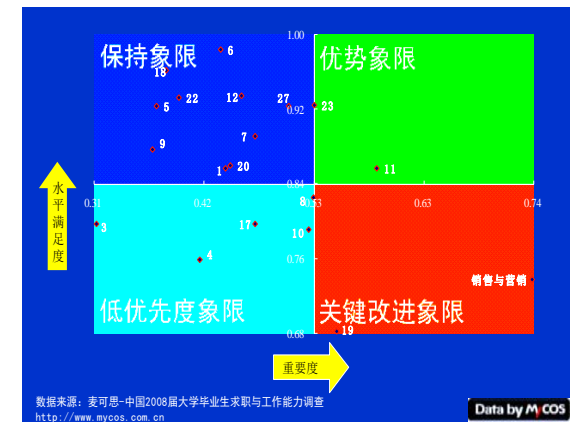 1.00
保持象限
优势象限
6
18
22
12
27
5
0.92
23
7
9
1
20
11
0.84
水平满足度
0.31
0.42
8
0.53
0.63
0.74
3
17
10
4
0.76
销售与营销
低优先度象限
关键改进象限
19
0.68
重要度
数据来源：麦可思-中国2008届大学毕业生求职与工作能力调查
http://www.mycos.com.cn
Data by MyCOS